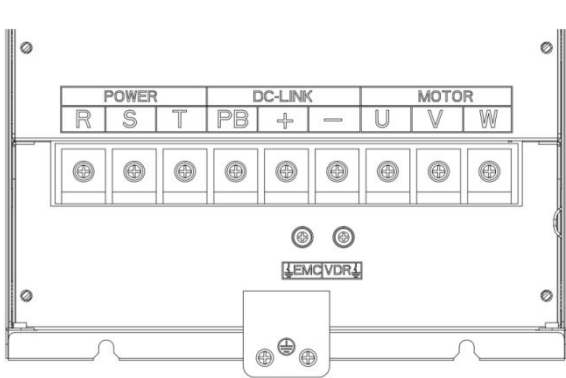 POWER DC-LINK MOTOR
R S T PB + − U V W
EMC VDR